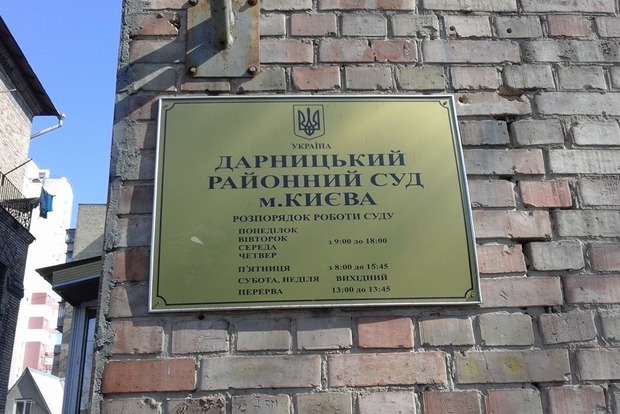 УКРАЇНА
ДАРНИЦЬКИЙ
РАЙОННИЙ СУД
м.КИЄВА
РОЗПОРЯДОК РОБОТИ СУДУ
ПОНЕДІЛОК
ВІВТОРОК
з 9:00 до 18:00
СЕРЕДА
ЧЕТВЕР
П'ЯТНИЦЯ з 8:00 до 15:45
СУБОТА, НЕДІЛЯ ВИХІДНИЙ
ПЕРЕРВА 13:00 до 13:45